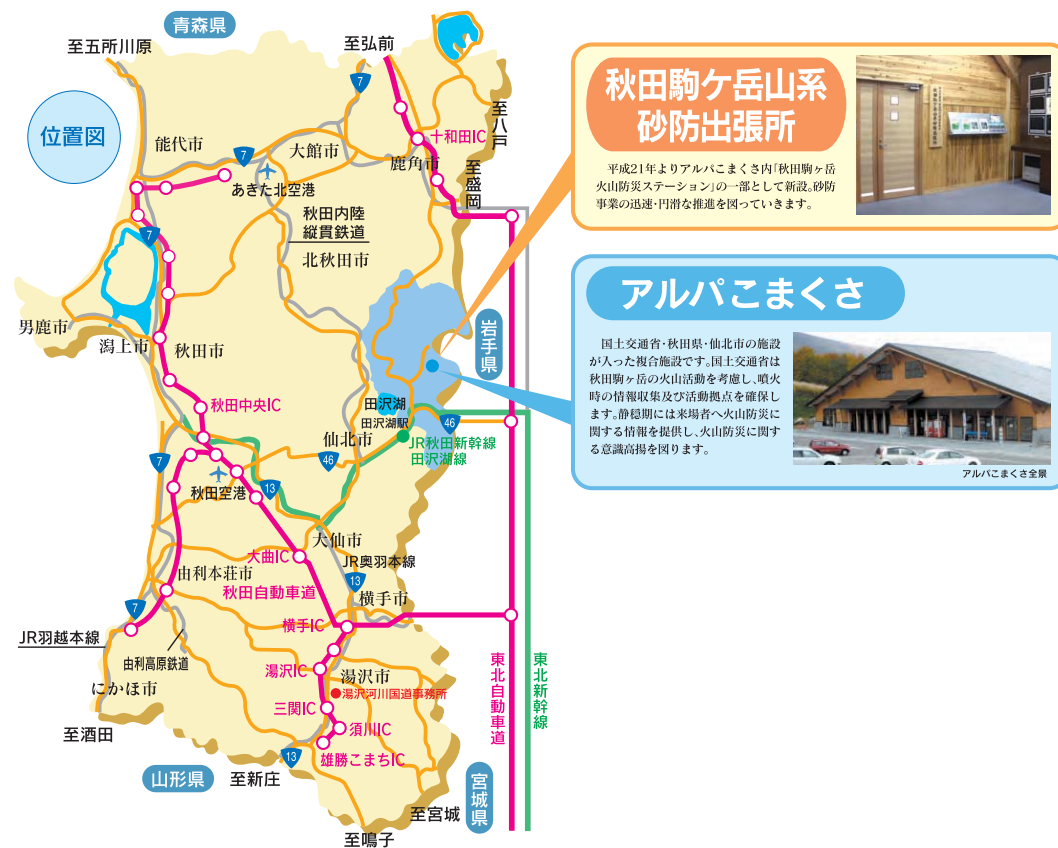 青森県
至五所川原
至弘前
7
位置図
能代市
7
大館市
あきた北空港
鹿角市
十和田IC
至八戸
至盛岡
秋田内陸
縦貫鉄道
北秋田市
7
男鹿市
潟上市
秋田市
岩手県
秋田中央IC
田沢湖
田沢湖駅
仙北市
46
46
JR秋田新幹線
田沢湖線
7
秋田空港
13
大仙市
大曲IC
JR奥羽本線
13
由利本荘市
秋田自動車道
横手市
7
横手IC
JR羽越本線
由利高原鉄道
湯沢IC
湯沢市
湯沢河川国道事務所
にかほ市
三関IC
須川IC
至酒田
13
雄勝こまちIC
東北自動車道
東北新幹線
山形県
至新庄
宮城県
至宮城
至鳴子
秋田駒ケ岳山系
砂防出張所
平成21年よりアルパこまくさ内「秋田駒ヶ岳
火山防災ステーション」の一部として新設。砂防
事業の迅速・円滑な推進を図っていきます。
アルパこまくさ
国土交通省・秋田県・仙北市の施設
が入った複合施設です。国土交通省は
秋田駒ヶ岳の火山活動を考慮し、噴火
時の情報収集及び活動拠点を確保し
ます。静穏期には来場者へ火山防災に
関する情報を提供し、火山防災に関す
る意識高揚を図ります。
アルパこまくさ全景